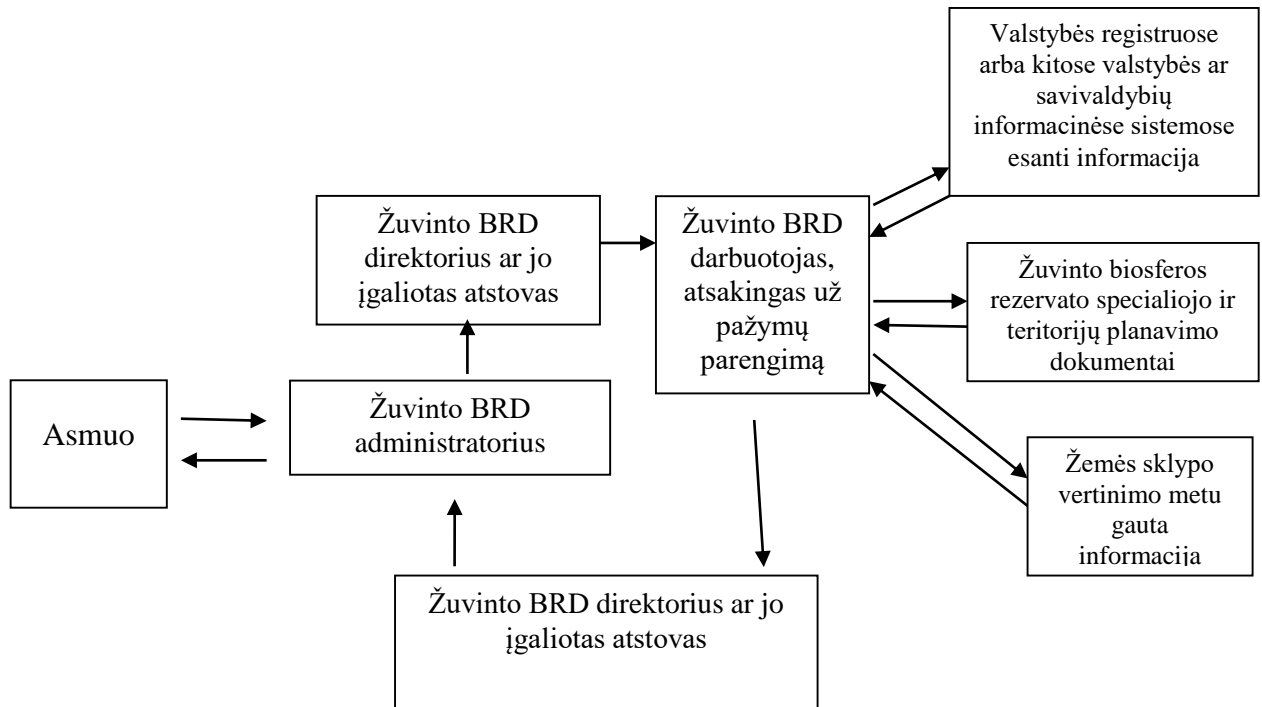 Valstybės registruose
arba kitose valstybės ar
savivaldybių
informacinėse sistemose
esanti informacija
Žuvinto BRD
direktorius ar jo
įgaliotas atstovas
Žuvinto BRD
darbuotojas,
atsakingas už
pažymų
parengimą
Žuvinto biosferos
rezervato specialiojo ir
teritorijų planavimo
dokumentai
Asmuo
Žuvinto BRD
administratorius
Žemės sklypo
vertinimo metu
gauta
informacija
Žuvinto BRD direktorius ar jo
įgaliotas atstovas